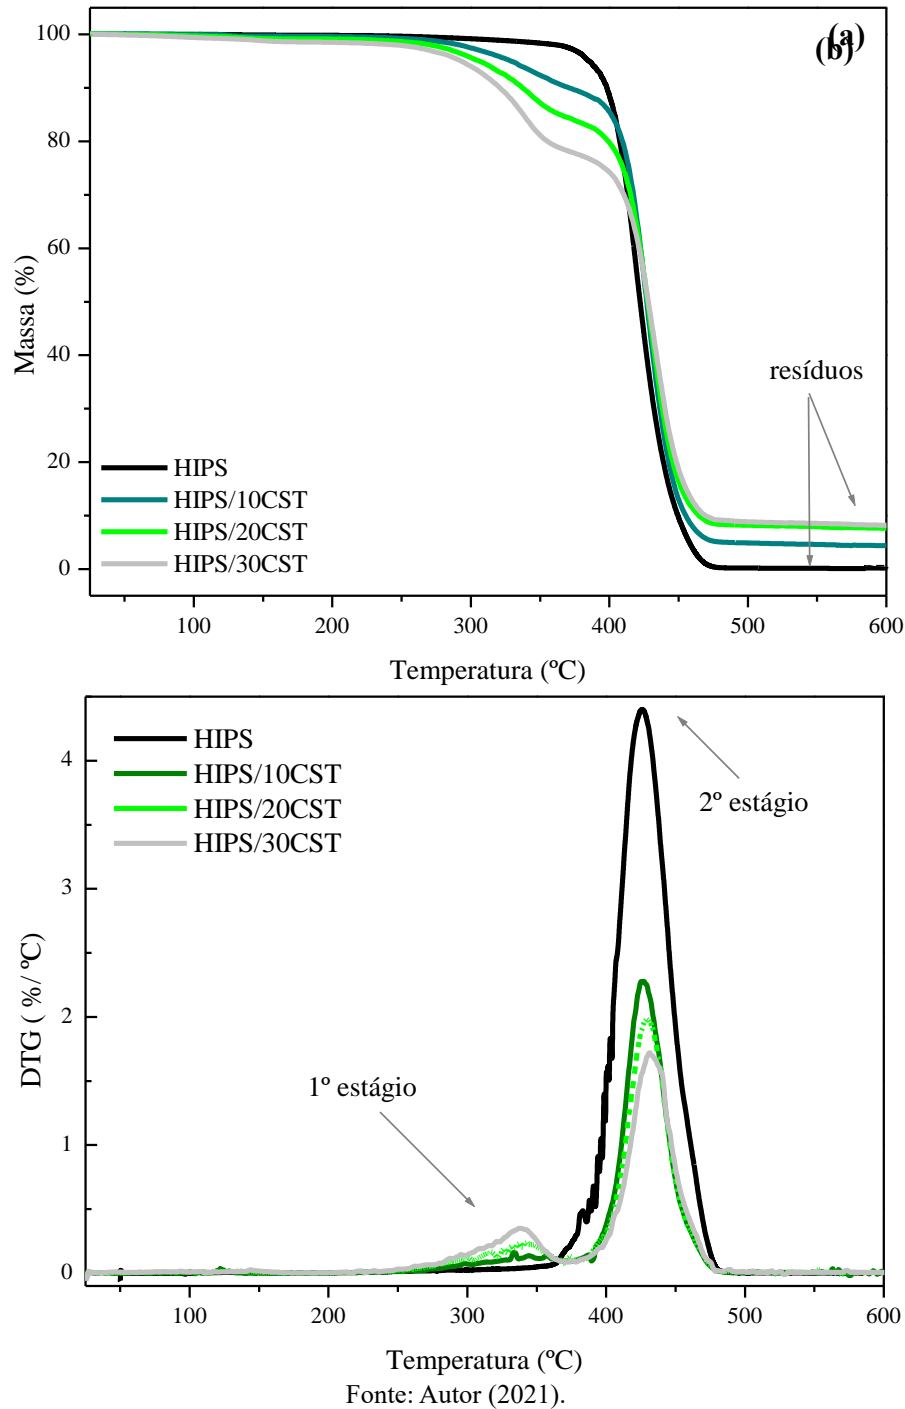 100
80
60
40
20
0
Massa (%)
(a)
(b)
resíduos
HIPS
HIPS/10CST
HIPS/20CST
HIPS/30CST
100 200 300 400 500 600
Temperatura (ºC)
4
3
2
1
0
DTG ( %/ ºC)
HIPS
HIPS/10CST
HIPS/20CST
HIPS/30CST
2º estágio
1º estágio
100 200 300 400 500 600
Temperatura (ºC)
Fonte: Autor (2021).